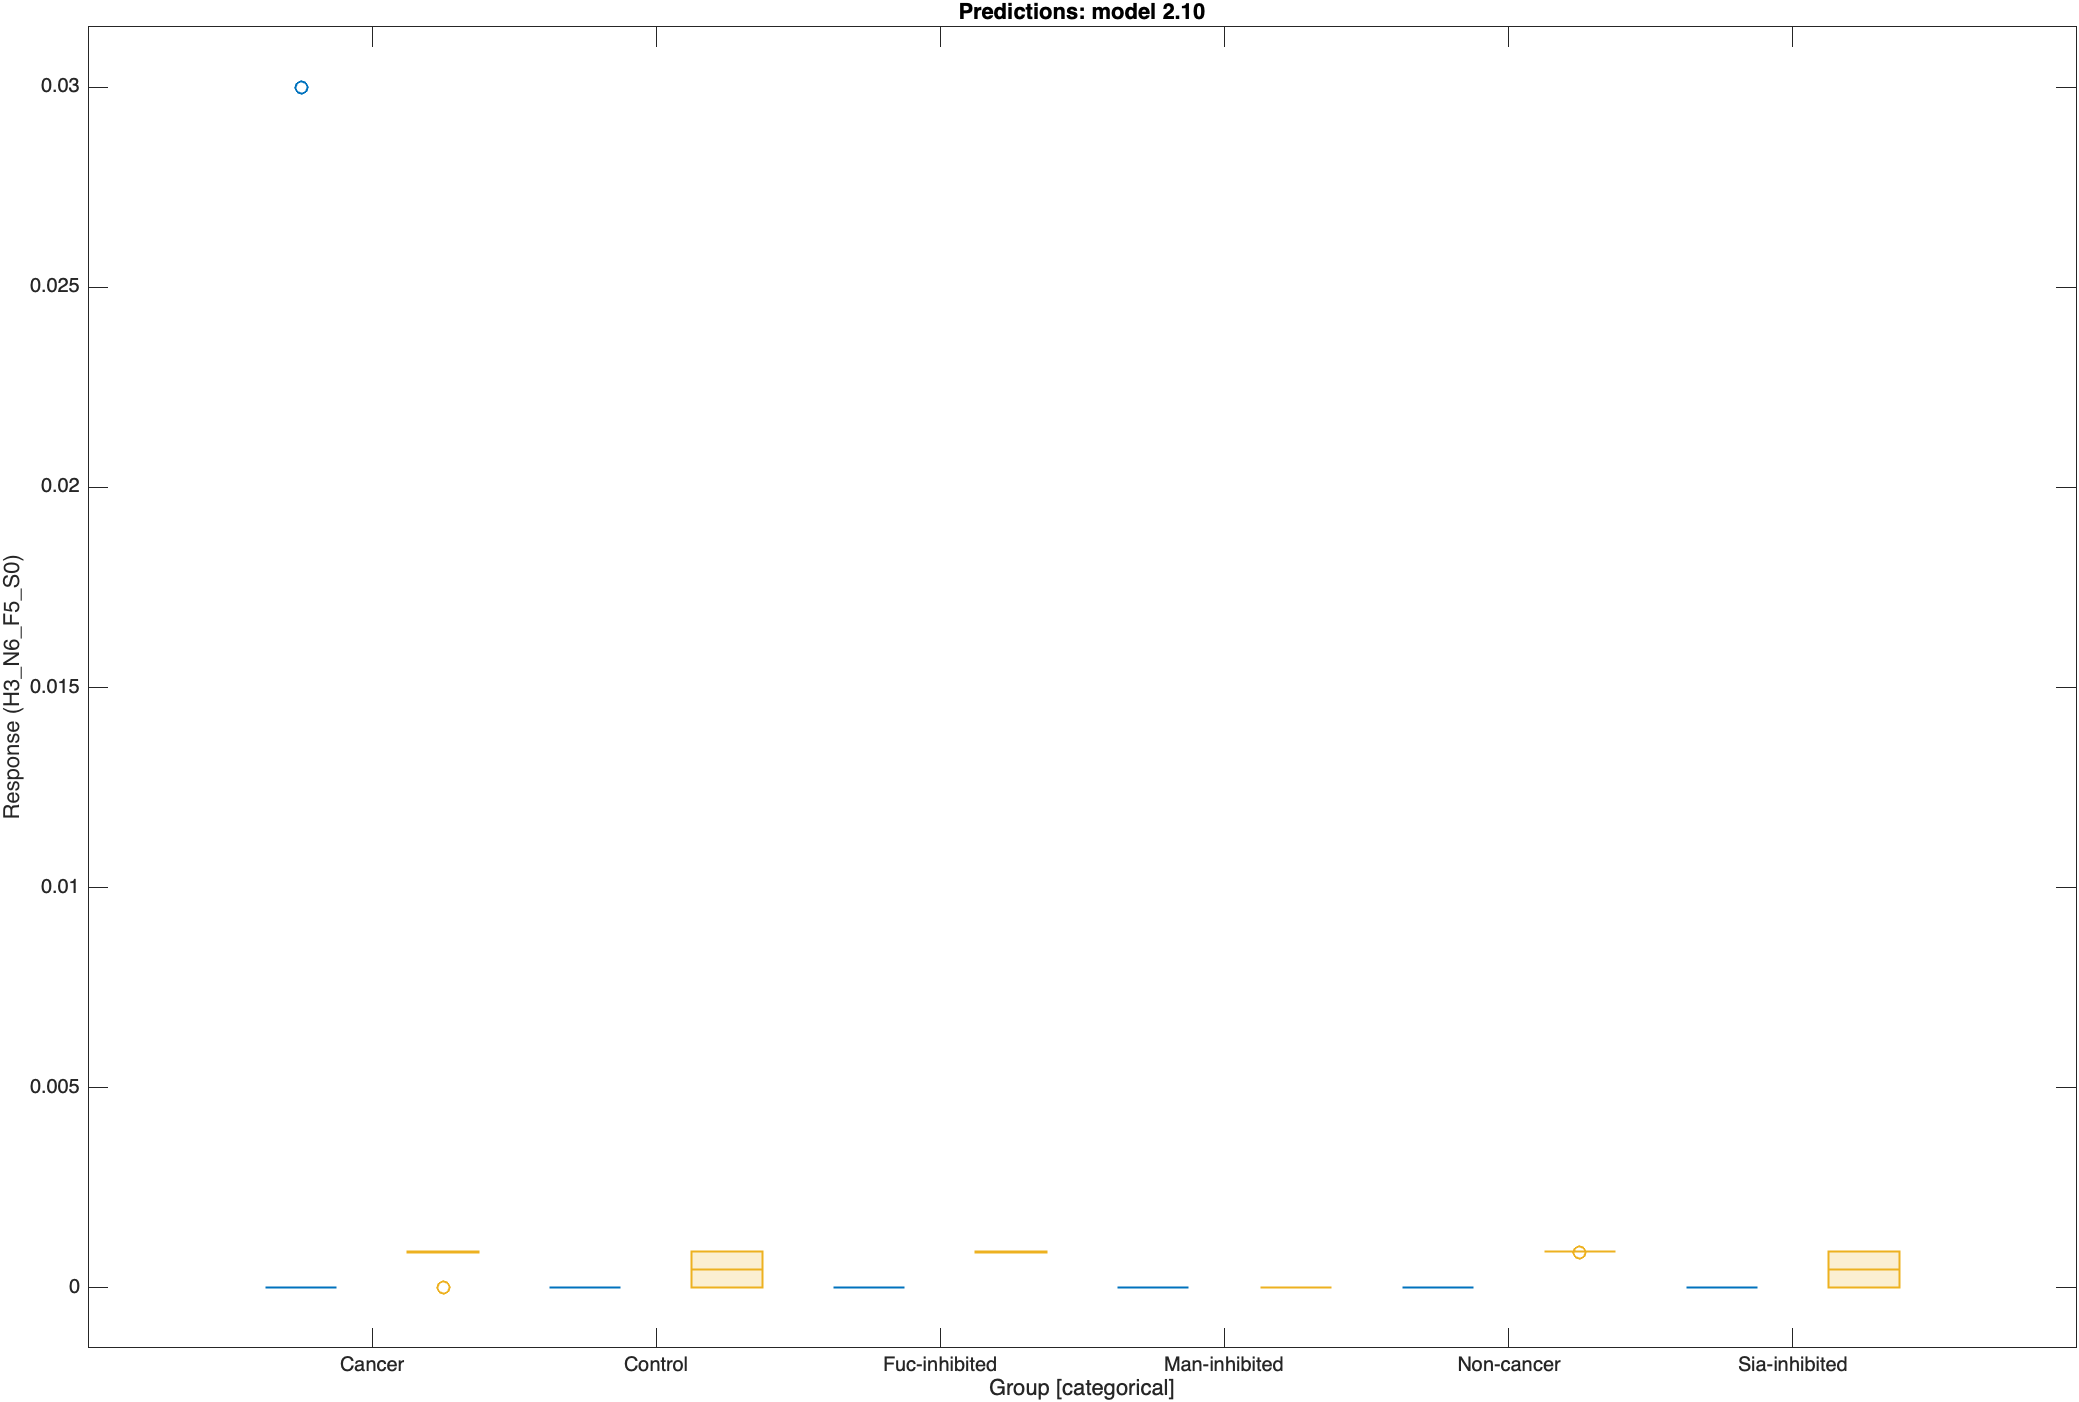 Predictions: model 2.10
0.03
0.025
0.02
0.015
0.01
0.005
0
Response (H3_N6_F5_S0)
Cancer Control Fuc-inhibited Man-inhibited Non-cancer Sia-inhibited
Group [categorical]